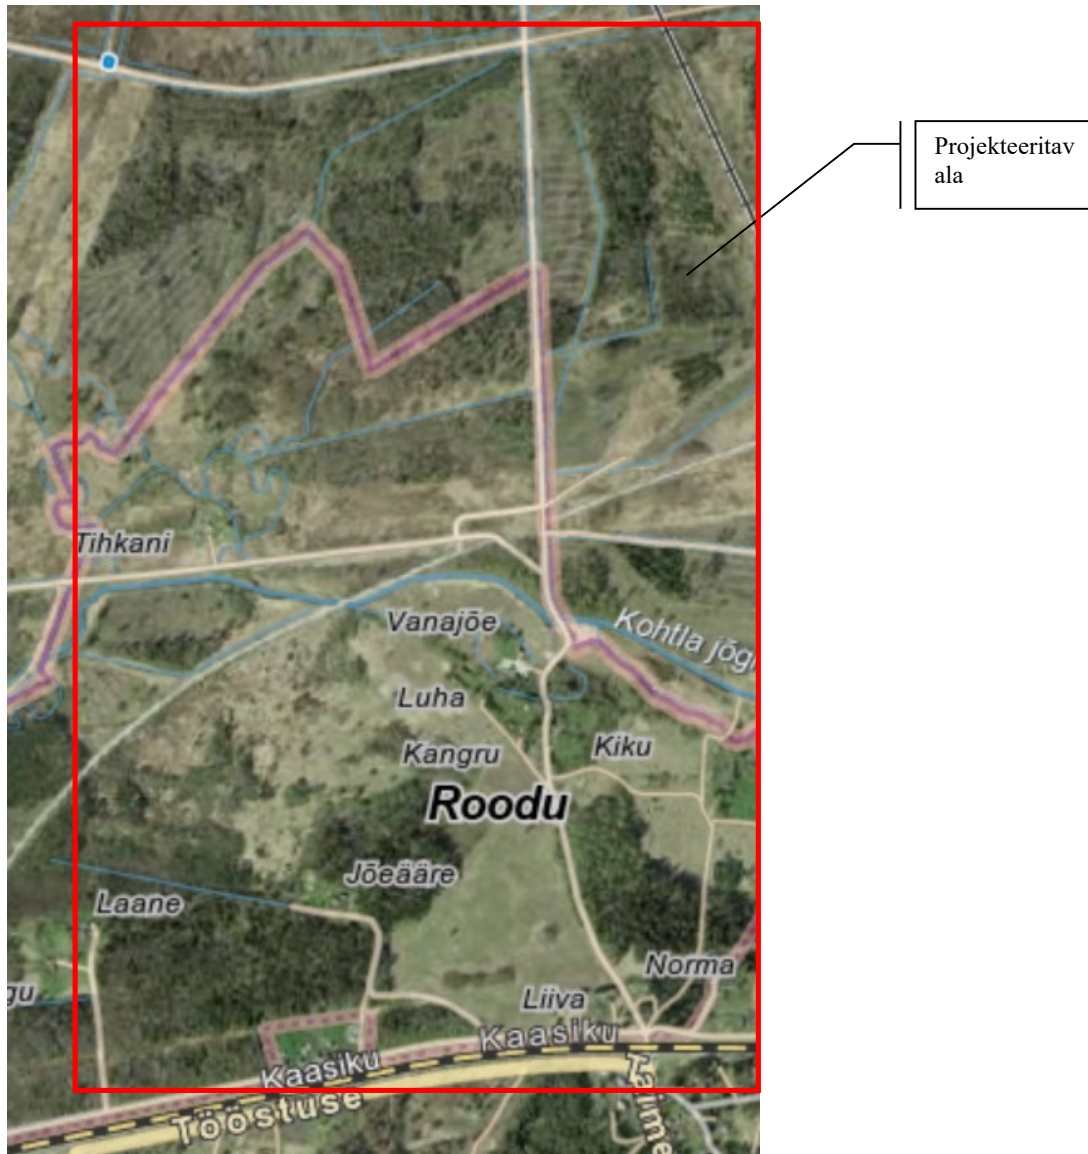 Projekteeritav
ala
Tihkani
Vanajõe
Kohtla jõgi
Luha
Kangru
Kiku
Roodu
Jõeääre
Laane
Norma
Liiva
Kaasiku
Kaasiku
Tööstuse